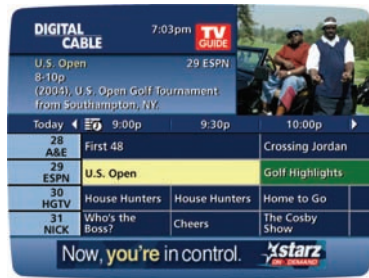 DIGITAL
CABLE
7:03pm
TV
GUIDE
U.S. Open
29 ESPN
8-10p
(2004), U.S. Open Golf Tournament
from Southampton, NY.
Today 9:00p 9:30p 10:00p
28
A&E
First 48
Crossing Jordan
29
ESPN
U.S. Open
Golf Highlights
30
HGTV
House Hunters
House Hunters
Home to Go
31
NICK
Who's the
Boss?
Cheers
The Cosby
Show
Now, you're in control.
starz
ON DEMAND